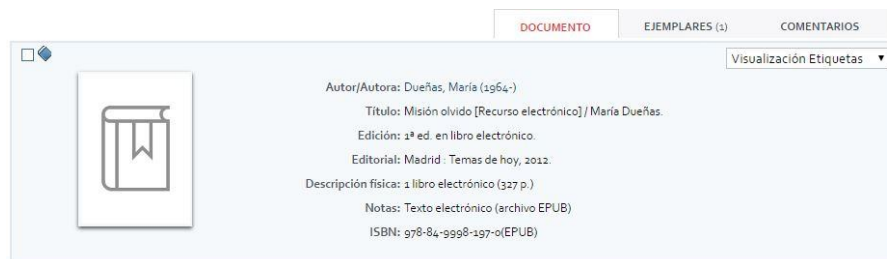 DOCUMENTO EJEMPLARES (1) COMENTARIOS
Visualización Etiquetas
Autor/Autora: Dueñas, María (1964-)
Título: Misión olvido [Recurso electrónico] / María Dueñas.
Edición: 1ª ed. en libro electrónico.
Editorial: Madrid : Temas de hoy, 2012.
Descripción física: 1 libro electrónico (327 p.)
Notas: Texto electrónico (archivo EPUB)
ISBN: 978-84-9998-197-0(EPUB)